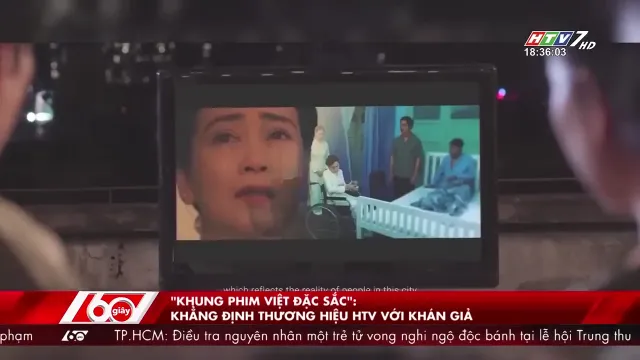 HTV7HD
18:36:03
which reflects the reality of people in this city
60 giây
"KHUNG PHIM VIỆT ĐẶC SẮC":
KHẲNG ĐỊNH THƯƠNG HIỆU HTV VỚI KHÁN GIẢ
phạm 60giây TP.HCM: Điều tra nguyên nhân một trẻ tử vong nghi ngộ độc bánh tại lễ hội Trung thu